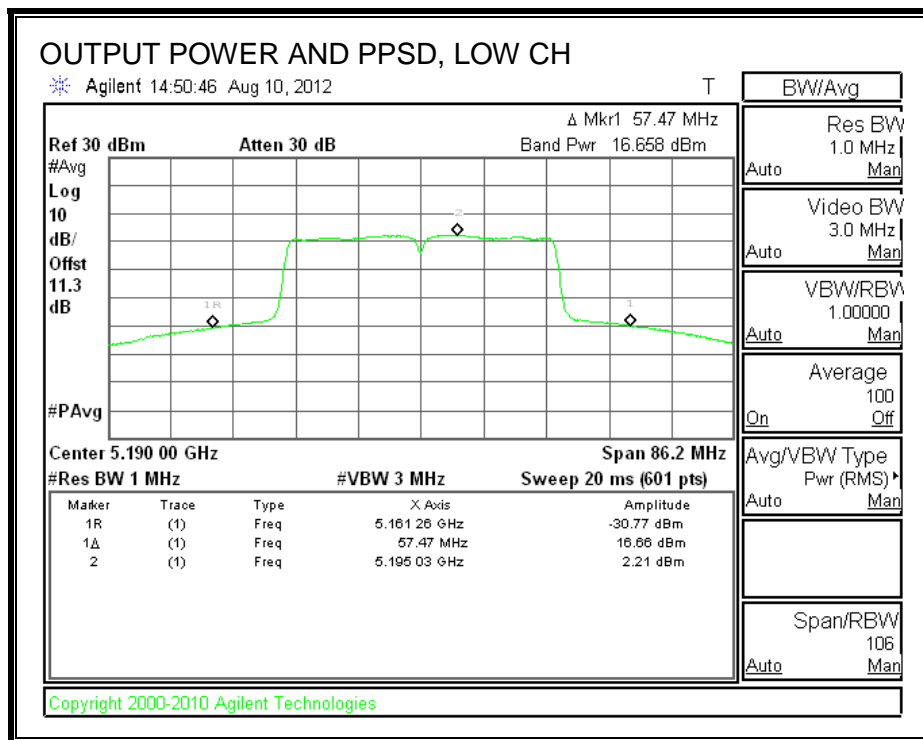 OUTPUT POWER AND PPSD, LOW CH
Agilent 14:50:46 Aug 10, 2012 T
Δ Mkr1 57.47 MHz
Ref 30 dBm Atten 30 dB Band Pwr 16.658 dBm
#Avg
Log
10
dB/
Offst
11.3
dB
2
1R
1
#PAvg
Center 5.190 00 GHz Span 86.2 MHz
#Res BW 1 MHz #VBW 3 MHz Sweep 20 ms (601 pts)
Marker Trace Type X Axis Amplitude
1R (1) Freq 5.161 26 GHz -30.77 dBm
1Δ (1) Freq 57.47 MHz 16.66 dBm
2 (1) Freq 5.195 03 GHz 2.21 dBm
BW/Avg
Res BW
1.0 MHz
Auto Man
Video BW
3.0 MHz
Auto Man
VBW/RBW
1.00000
Auto Man
Average
100
On Off
Avg/VBW Type
Pwr (RMS)
Auto Man
Span/RBW
106
Auto Man
Copyright 2000-2010 Agilent Technologies